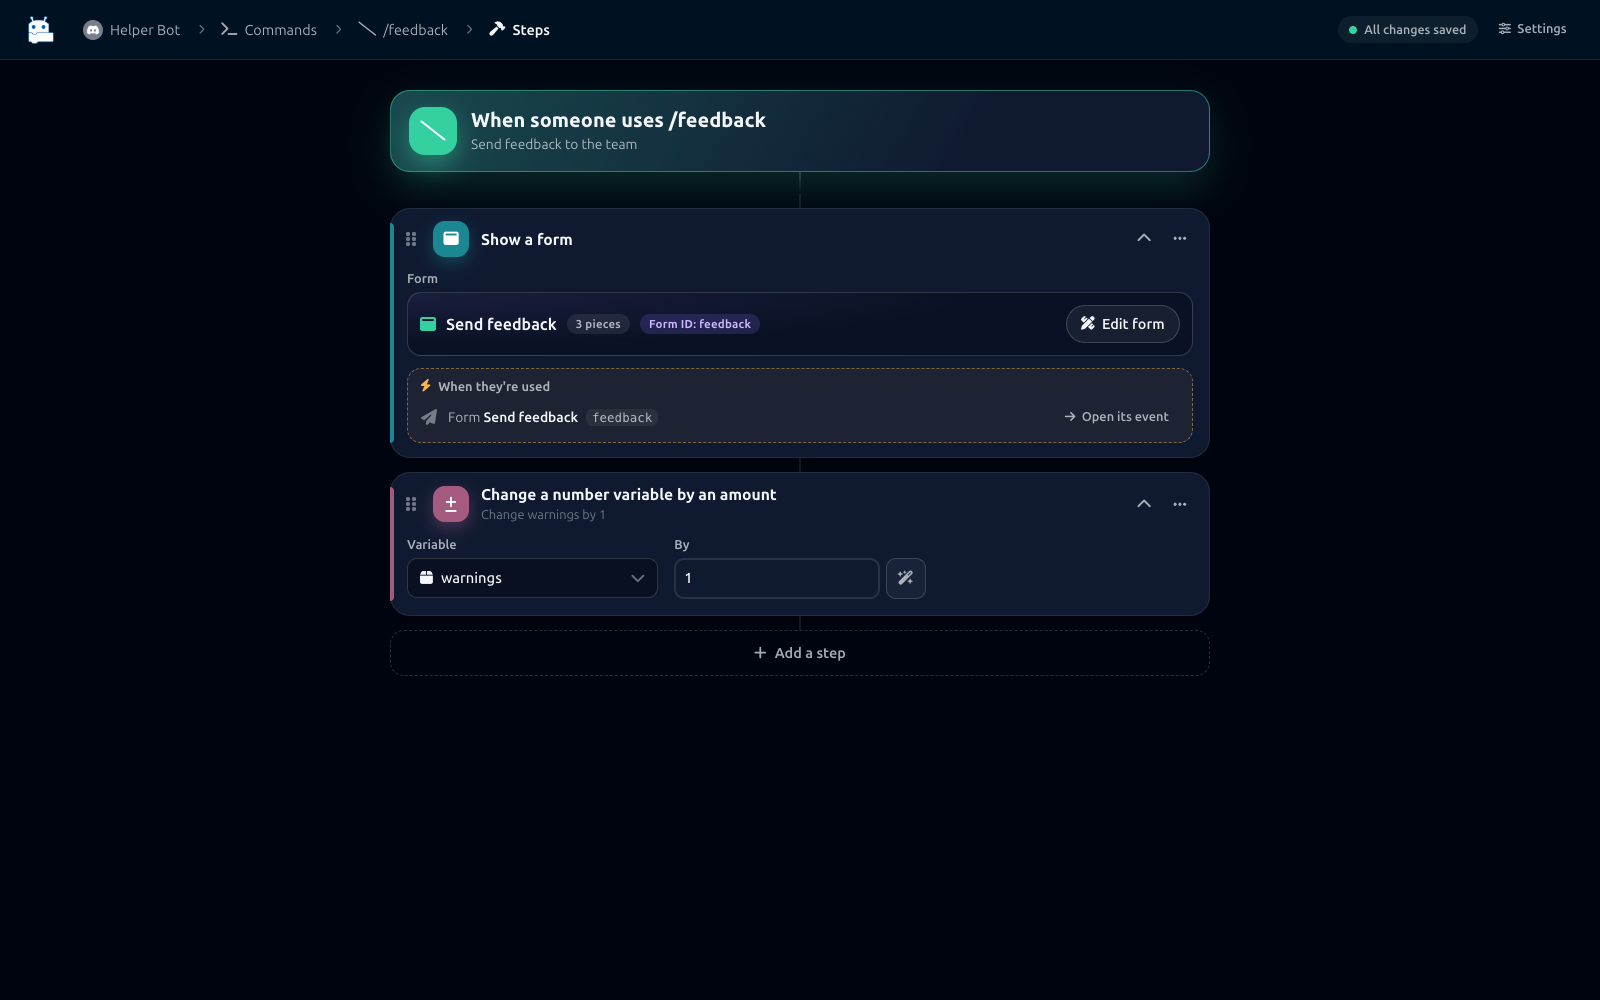 Helper Bot
Commands
/feedback
Steps
All changes saved
Settings
When someone uses /feedback
Send feedback to the team
Show a form
Form
Send feedback
3 pieces
Form ID: feedback
Edit form
When they're used
Form Send feedback feedback
Open its event
Change a number variable by an amount
Change warnings by 1
Variable
By
warnings
1
Add a step